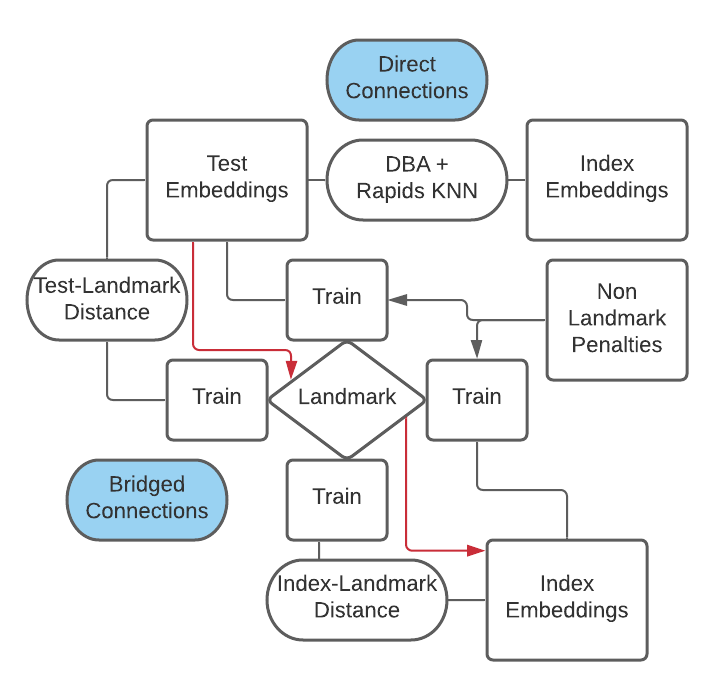 Direct
Connections
Test
Embeddings
DBA +
Rapids KNN
Index
Embeddings
Test-Landmark
Distance
Train
Non
Landmark
Penalties
Train
Landmark
Train
Bridged
Connections
Train
Index-Landmark
Distance
Index
Embeddings